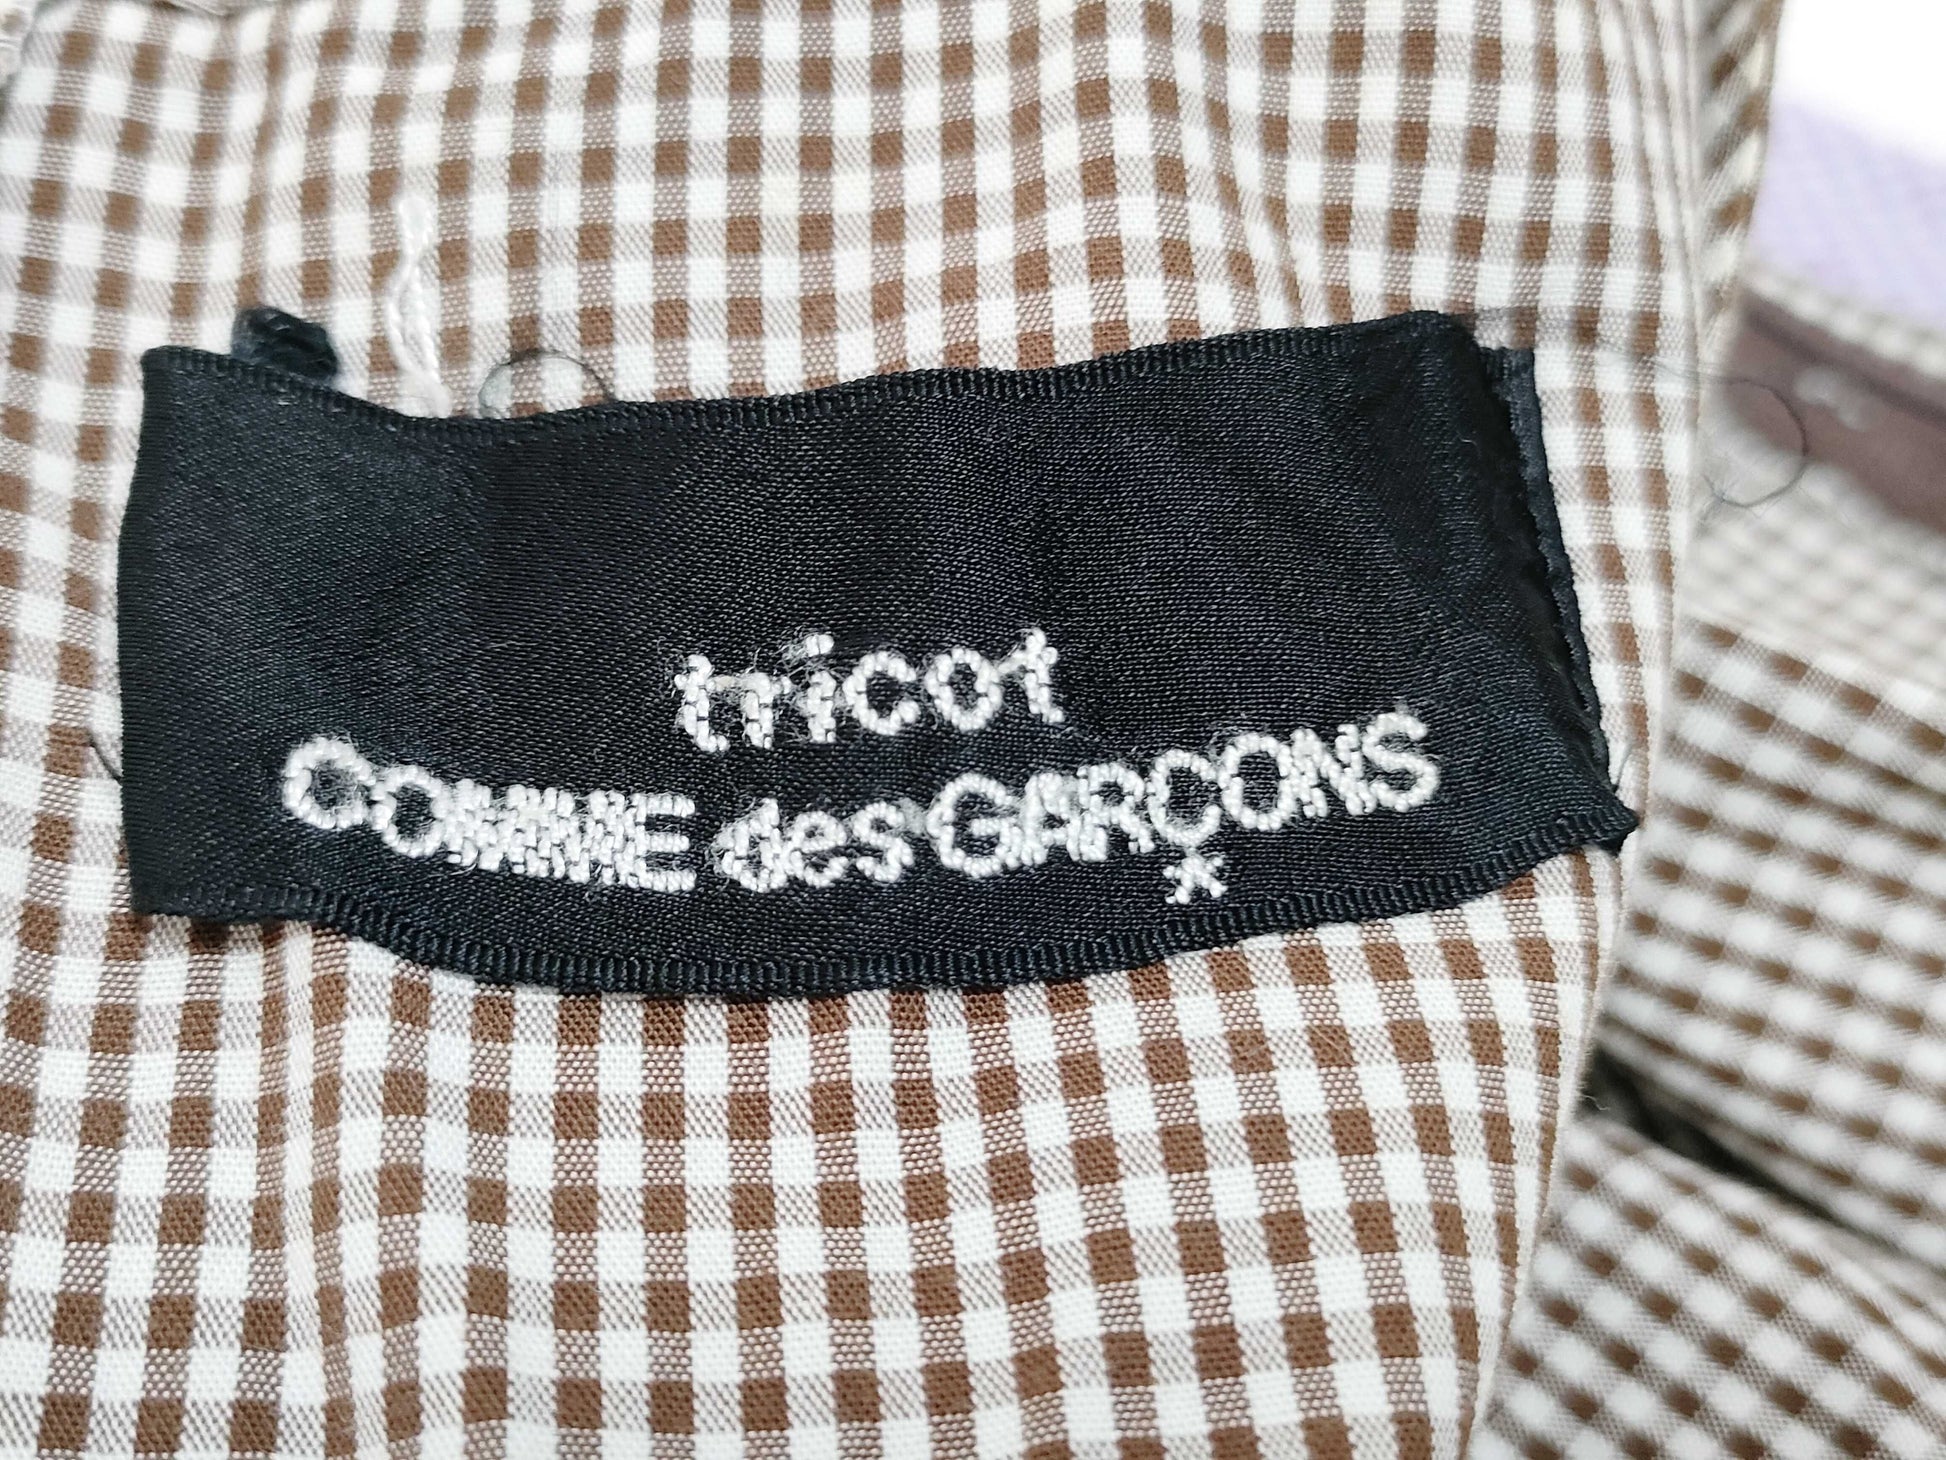 tricot
COMME des GARÇONS
*